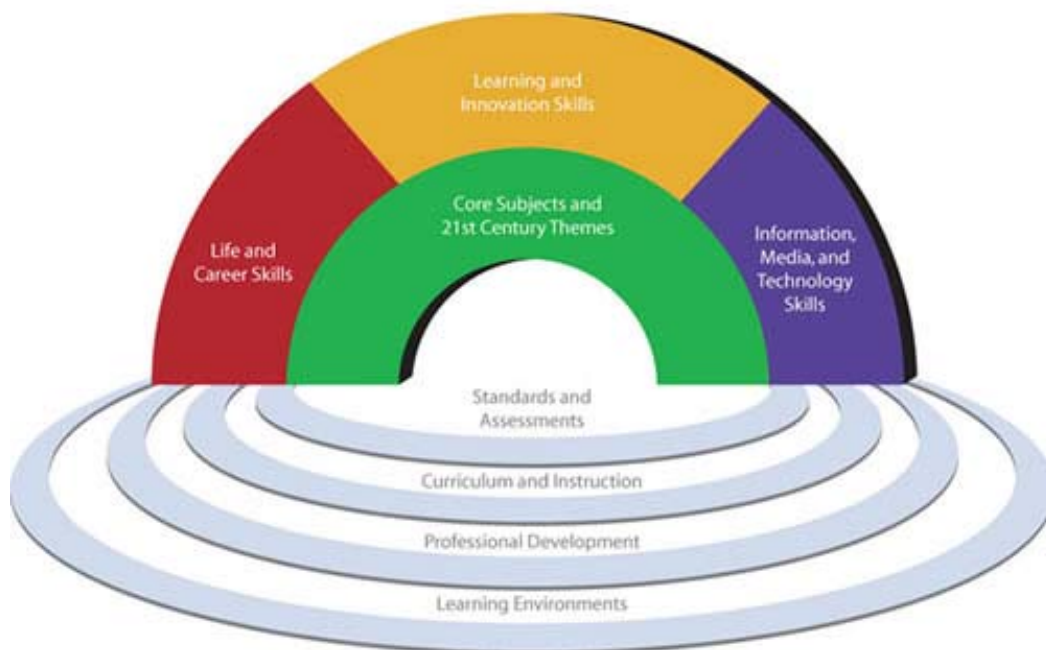 Learning and
Innovation Skills
Core Subjects and
21st Century Themes
Life and
Career Skills
Information,
Media, and
Technology
Skills
Standards and
Assessments
Curriculum and Instruction
Professional Development
Learning Environments